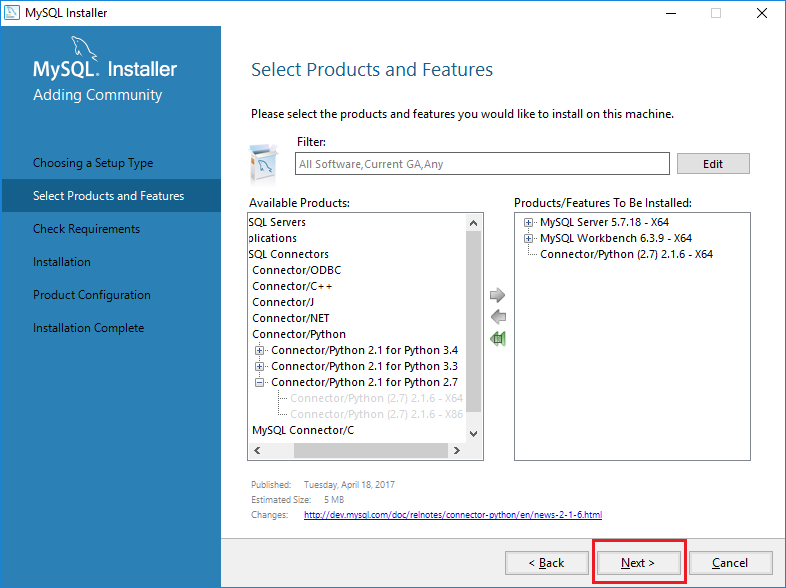 MySQL Installer
MySQL. Installer
Adding Community
Choosing a Setup Type
Select Products and Features
Check Requirements
Installation
Product Configuration
Installation Complete
Select Products and Features
Please select the products and features you would like to install on this machine.
Filter:
All Software,Current GA,Any
Edit
Available Products:
SQL Servers
plications
SQL Connectors
Connector/ODBC
Connector/C++
Connector/J
Connector/NET
Connector/Python
Connector/Python 2.1 for Python 3.4
Connector/Python 2.1 for Python 3.3
Connector/Python 2.1 for Python 2.7
Connector/Python (2.7) 2.1.6 - X64
Connector/Python (2.7) 2.1.6 - X86
MySQL Connector/C
Products/Features To Be Installed:
MySQL Server 5.7.18 - X64
MySQL Workbench 6.3.9 - X64
Connector/Python (2.7) 2.1.6 - X64
Published: Tuesday, April 18, 2017
Estimated Size: 5 MB
Changes: http://dev.mysql.com/doc/relnotes/connector-python/en/news-2-1-6.html
< Back
Next >
Cancel